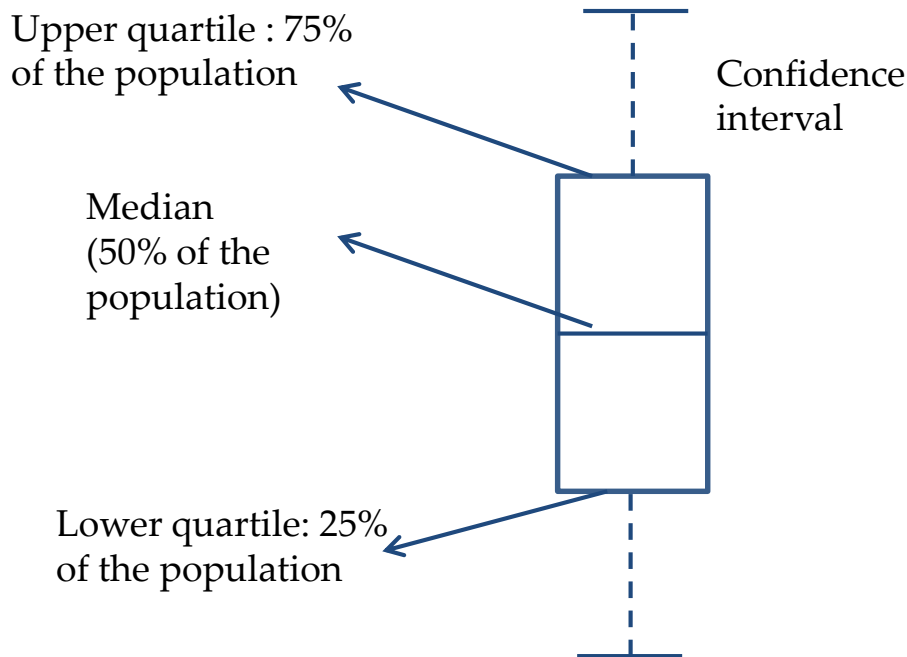 Upper quartile : 75%
of the population
Confidence
interval
Median
(50% of the
population)
Lower quartile: 25%
of the population